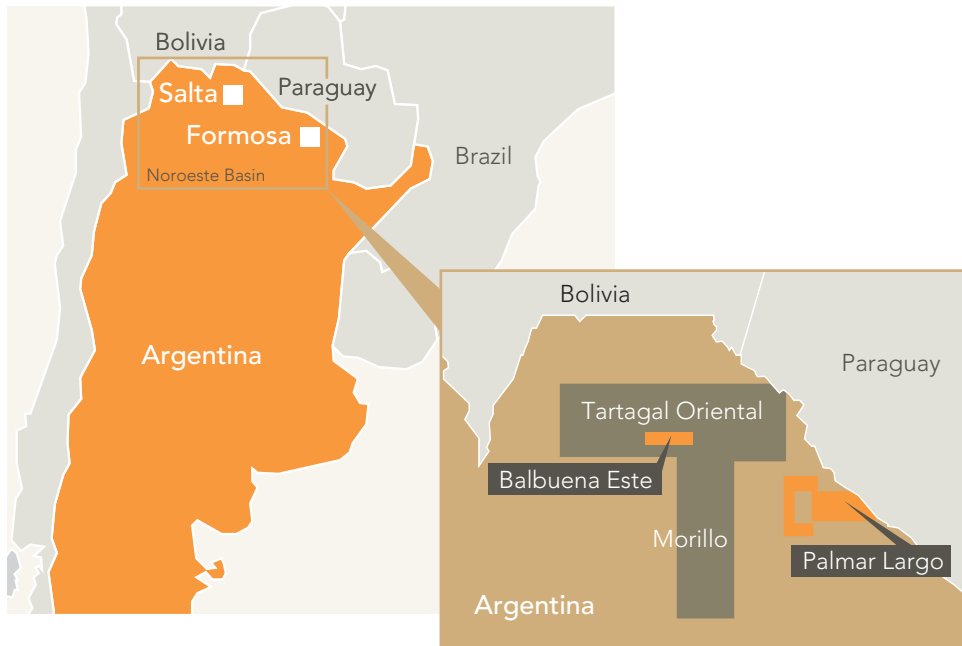 Bolivia
Salta
Paraguay
Formosa
Brazil
Noroeste Basin
Argentina
Bolivia
Paraguay
Tartagal Oriental
Balbuena Este
Morillo
Palmar Largo
Argentina